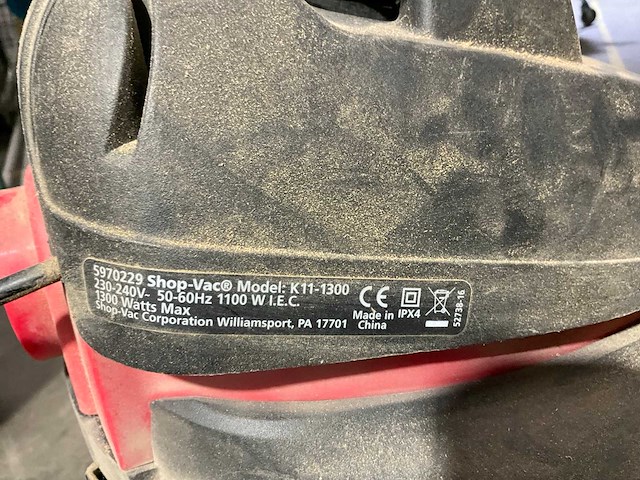 5970229 Shop-Vac® Model: K11-1300
230-240V~ 50-60Hz 1100 W I.E.C.
1300 Watts Max
Shop-Vac Corporation Williamsport, PA 17701
CE
Made in IPX4
China
52738-16